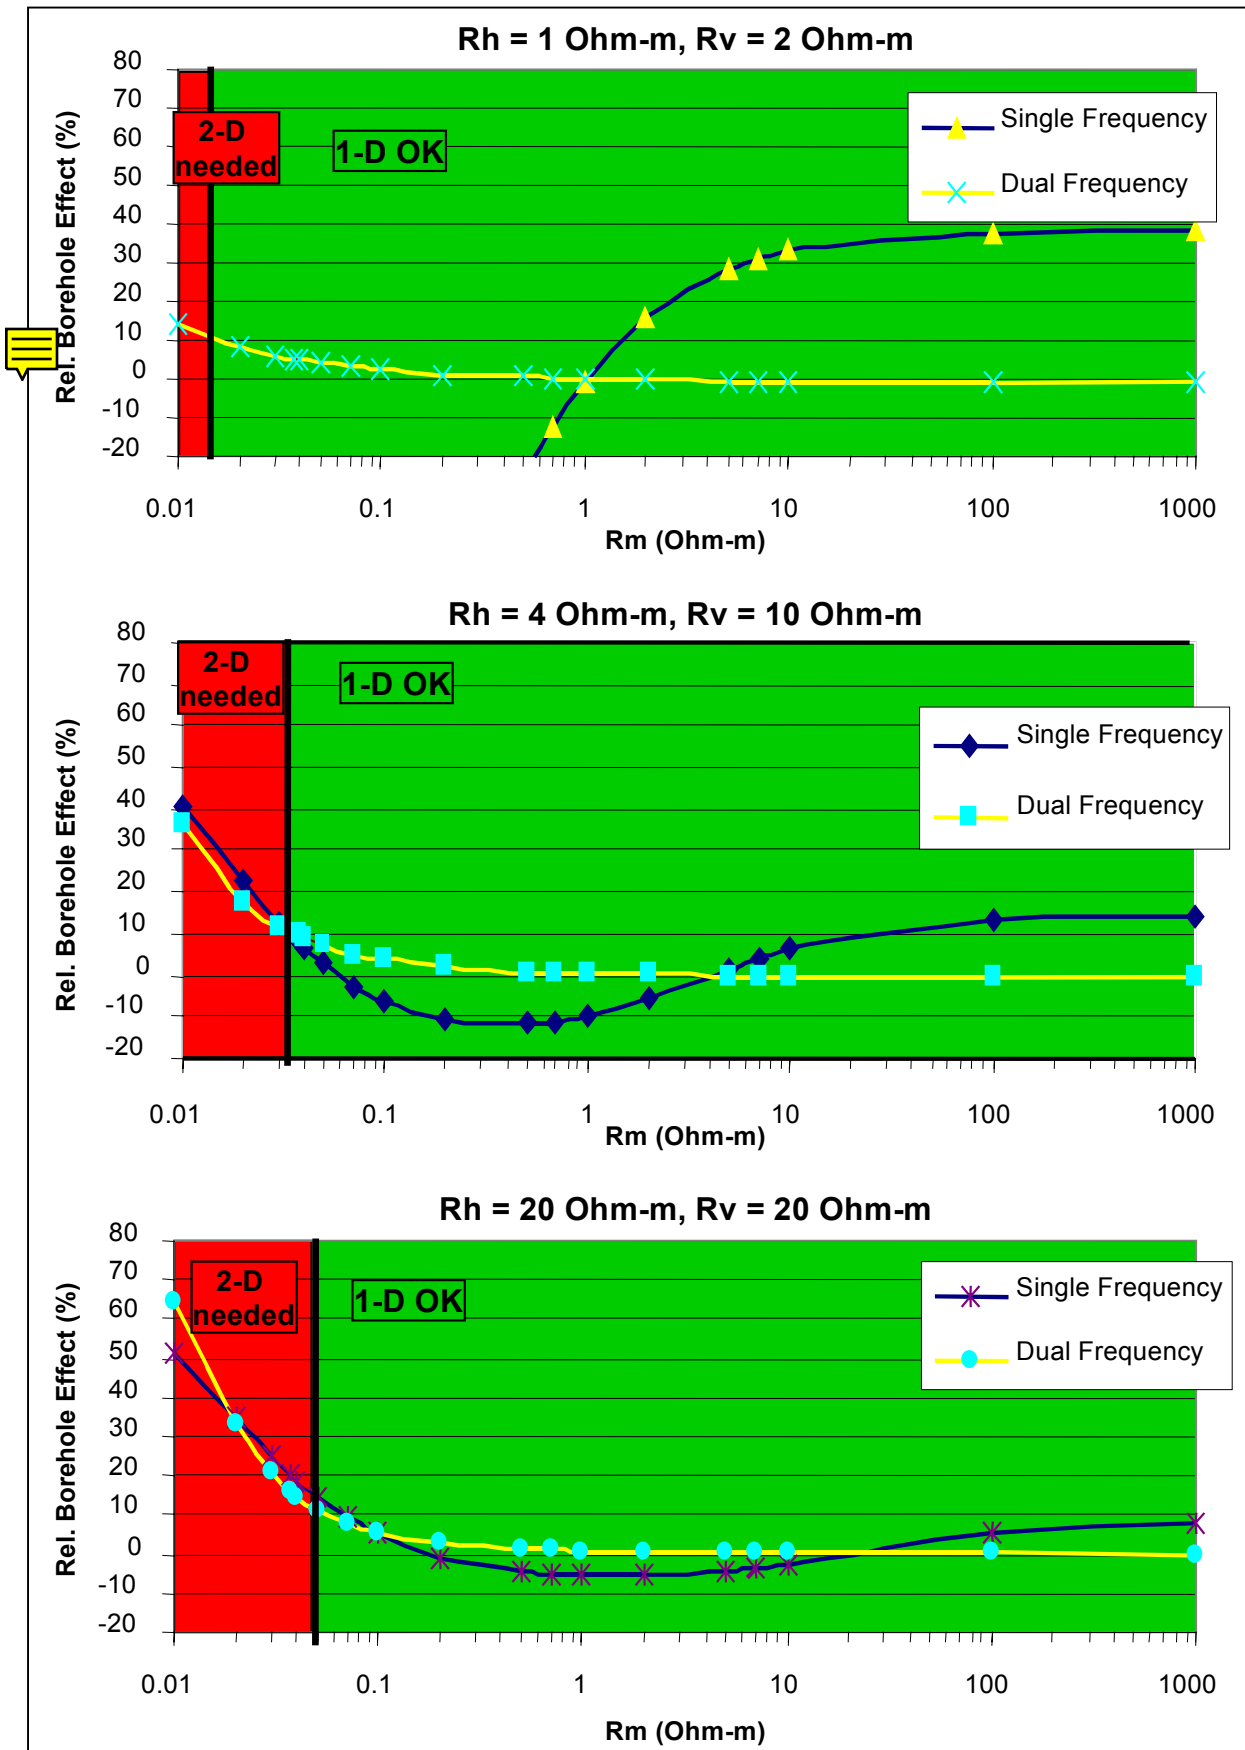 Rh = 1 Ohm-m, Rv = 2 Ohm-m
Rel. Borehole Effect (%)
80
70
60
50
40
30
20
10
0
-10
-20
2-D
needed
1-D OK
Single Frequency
Dual Frequency
0.01
0.1
1
10
100
1000
Rm (Ohm-m)
Rh = 4 Ohm-m, Rv = 10 Ohm-m
Rel. Borehole Effect (%)
80
70
60
50
40
30
20
10
0
-10
-20
2-D
needed
1-D OK
Single Frequency
Dual Frequency
0.01
0.1
1
10
100
1000
Rm (Ohm-m)
Rh = 20 Ohm-m, Rv = 20 Ohm-m
Rel. Borehole Effect (%)
80
70
60
50
40
30
20
10
0
-10
-20
2-D
needed
1-D OK
Single Frequency
Dual Frequency
0.01
0.1
1
10
100
1000
Rm (Ohm-m)